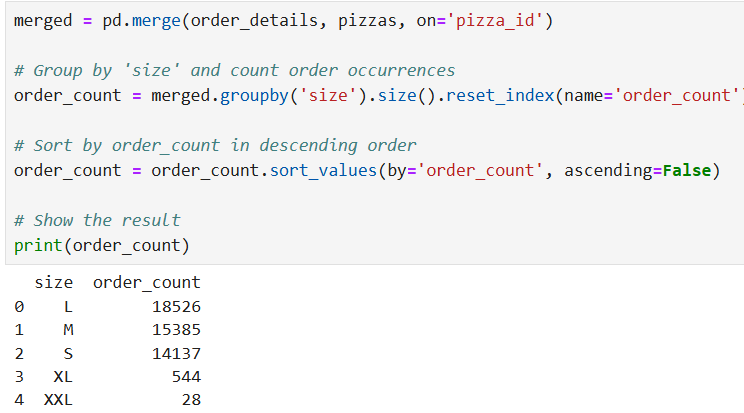 merged = pd.merge(order_details, pizzas, on='pizza_id')
# Group by 'size' and count order occurrences
order_count = merged.groupby('size').size().reset_index(name='order_count')
# Sort by order_count in descending order
order_count = order_count.sort_values(by='order_count', ascending=False)
# Show the result
print(order_count)
size order_count
0 L 18526
1 M 15385
2 S 14137
3 XL 544
4 XXL 28